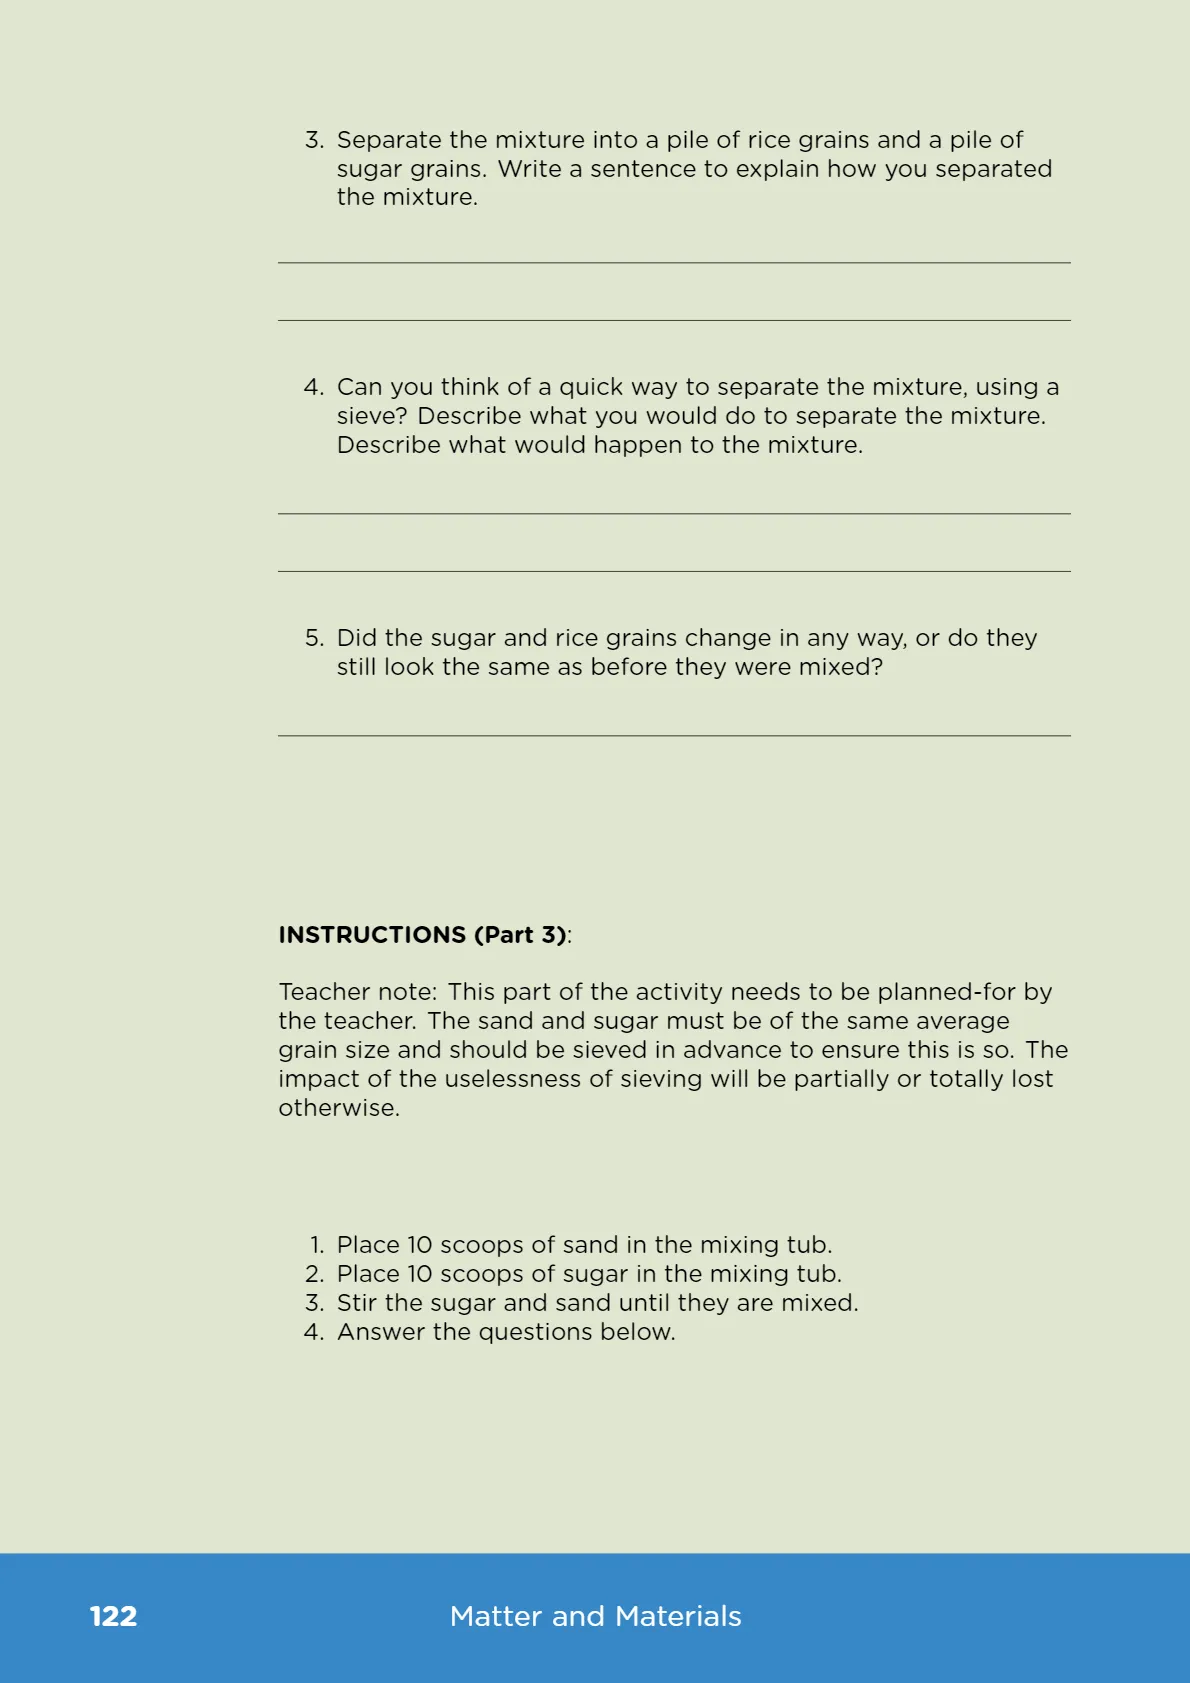 3. Separate the mixture into a pile of rice grains and a pile of
sugar grains. Write a sentence to explain how you separated
the mixture.
4. Can you think of a quick way to separate the mixture, using a
sieve? Describe what you would do to separate the mixture.
Describe what would happen to the mixture.
5. Did the sugar and rice grains change in any way, or do they
still look the same as before they were mixed?
INSTRUCTIONS (Part 3):
Teacher note: This part of the activity needs to be planned-for by
the teacher. The sand and sugar must be of the same average
grain size and should be sieved in advance to ensure this is so. The
impact of the uselessness of sieving will be partially or totally lost
otherwise.
1. Place 10 scoops of sand in the mixing tub.
2. Place 10 scoops of sugar in the mixing tub.
3. Stir the sugar and sand until they are mixed.
4. Answer the questions below.
122 Matter and Materials